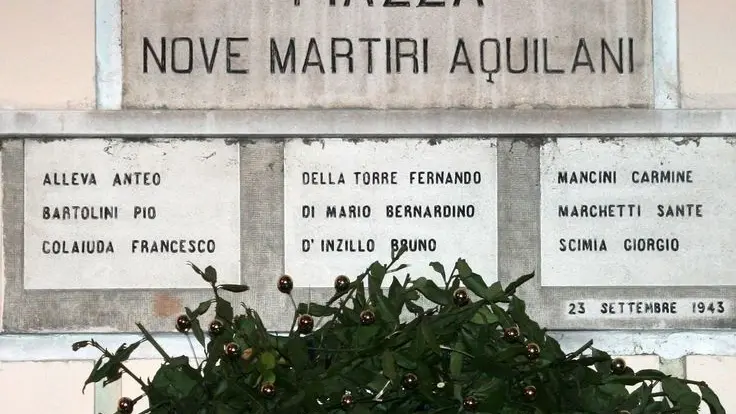 PIAZZA
NOVE MARTIRI AQUILANI
ALLEVA ANTEO
BARTOLINI PIO
COLAIUDA FRANCESCO
DELLA TORRE FERNANDO
DI MARIO BERNARDINO
D'INZILLO BRUNO
MANCINI CARMINE
MARCHETTI SANTE
SCIMIA GIORGIO
23 SETTEMBRE 1943